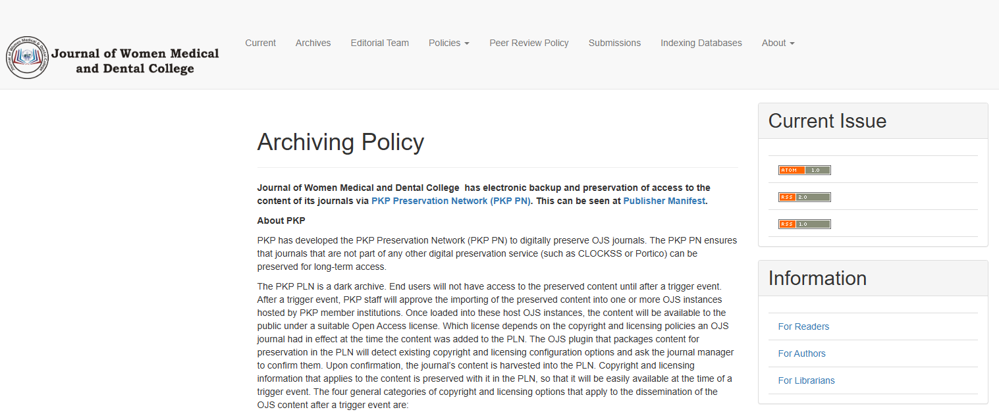 Journal of Women Medical
and Dental College
Current
Archives
Editorial Team
Policies
Peer Review Policy
Submissions
Indexing Databases
About
Archiving Policy
Journal of Women Medical and Dental College  has electronic backup and preservation of access to the
content of its journals via PKP Preservation Network (PKP PN). This can be seen at Publisher Manifest.
About PKP
PKP has developed the PKP Preservation Network (PKP PN) to digitally preserve OJS journals. The PKP PN ensures
that journals that are not part of any other digital preservation service (such as CLOCKSS or Portico) can be
preserved for long-term access.
The PKP PLN is a dark archive. End users will not have access to the preserved content until after a trigger event.
After a trigger event, PKP staff will approve the importing of the preserved content into one or more OJS instances
hosted by PKP member institutions. Once loaded into these host OJS instances, the content will be available to the
public under a suitable Open Access license. Which license depends on the copyright and licensing policies an OJS
journal had in effect at the time the content was added to the PLN. The OJS plugin that packages content for
preservation in the PLN will detect existing copyright and licensing configuration options and ask the journal manager
to confirm them. Upon confirmation, the journal's content is harvested into the PLN. Copyright and licensing
information that applies to the content is preserved with it in the PLN, so that it will be easily available at the time of a
trigger event. The four general categories of copyright and licensing options that apply to the dissemination of the
OJS content after a trigger event are:
Current Issue
ATOM 1.0
RSS 2.0
RSS 1.0
Information
For Readers
For Authors
For Librarians